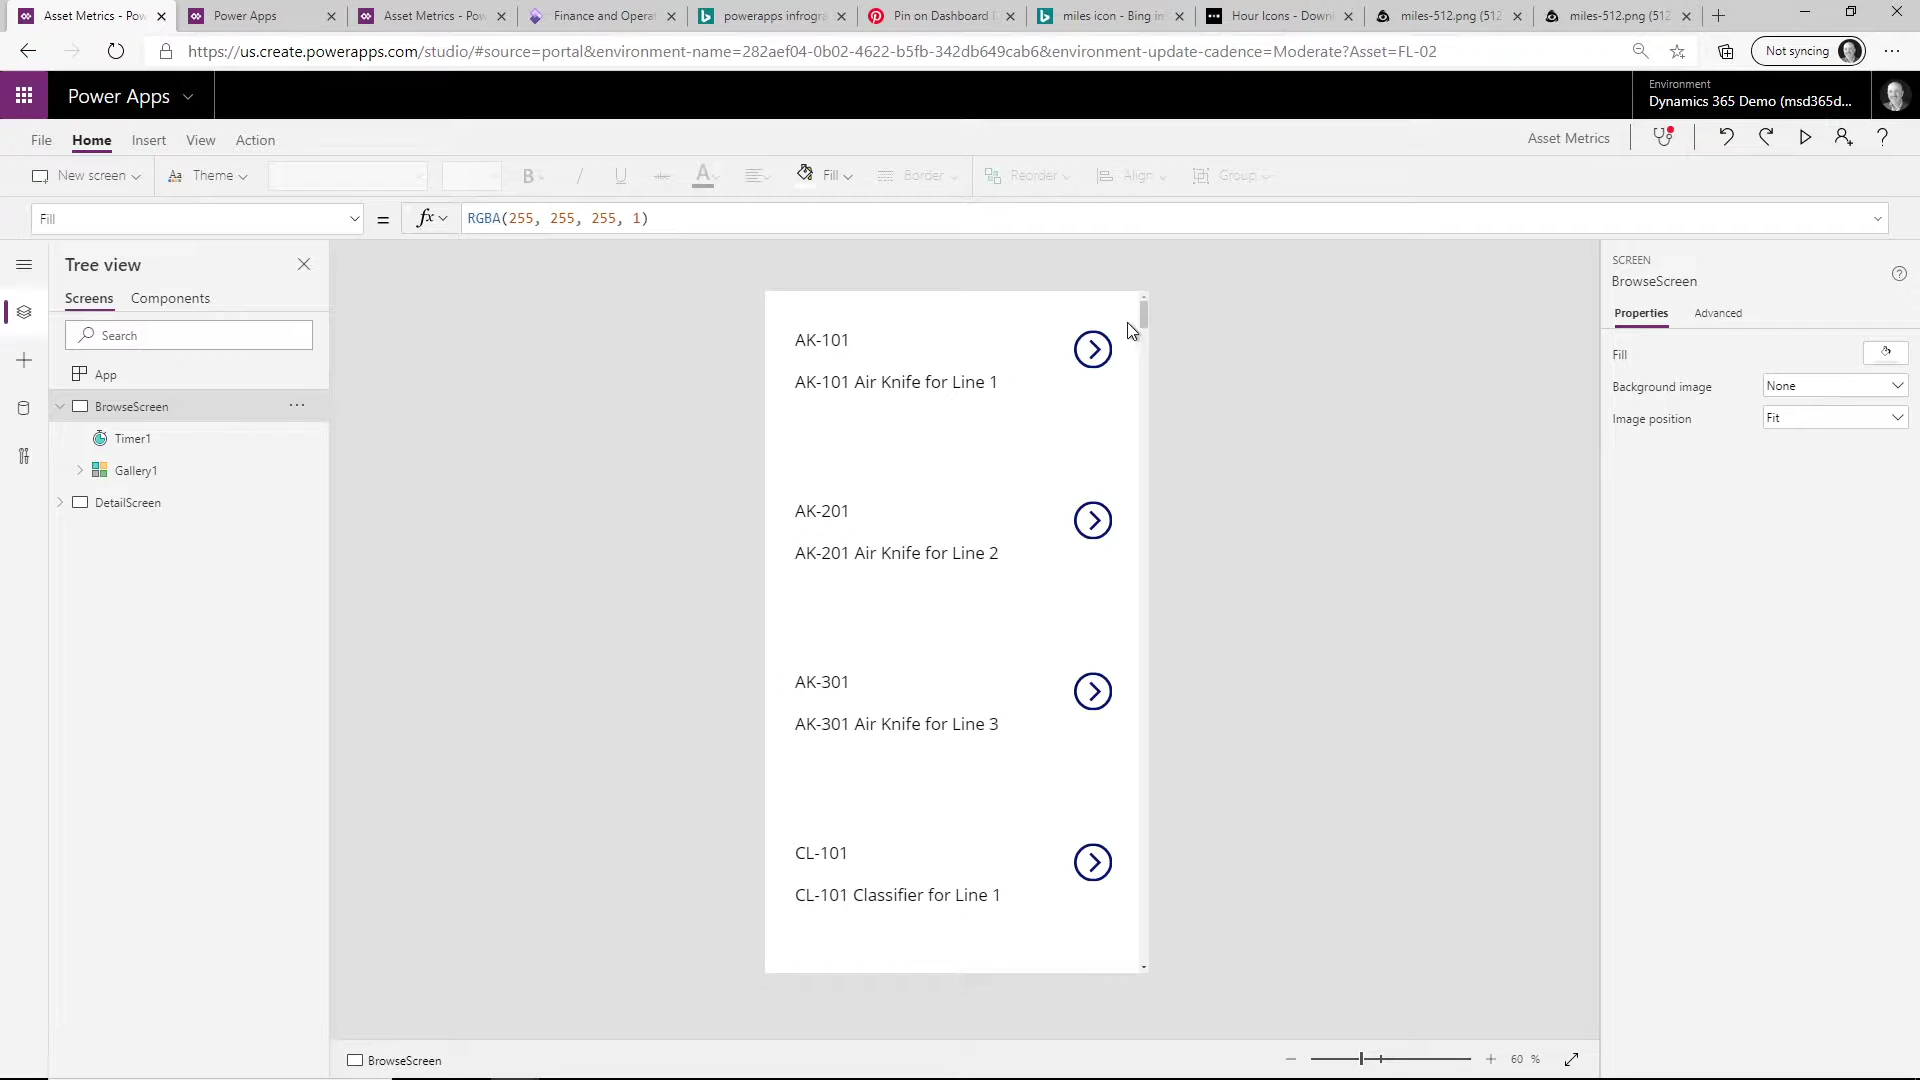 Asset Metrics - Pow
Power Apps
Asset Metrics - Pow
Finance and Operat
powerapps infrogra
Pin on Dashboard
miles icon - Bing im
Hour Icons - Downl
miles-512.png (512
miles-512.png (512
https://us.create.powerapps.com/studio/#source=portal&environment-name=282aef04-0b02-4622-b5fb-342db649cab6&environment-update-cadence=Moderate?Asset=FL-02
Not syncing
Power Apps
Environment
Dynamics 365 Demo (msd365d...
File Home Insert View Action
Asset Metrics
New screen
Theme
B
/
U
abc
A
Fill
Border
Reorder
Align
Group
Fill
=
fx
RGBA(255, 255, 255, 1)
Tree view
Screens Components
Search
App
BrowseScreen
...
Timer1
Gallery1
DetailScreen
AK-101
AK-101 Air Knife for Line 1
AK-201
AK-201 Air Knife for Line 2
AK-301
AK-301 Air Knife for Line 3
CL-101
CL-101 Classifier for Line 1
SCREEN
BrowseScreen
Properties Advanced
Fill
Background image None
Image position Fit
BrowseScreen
60 %